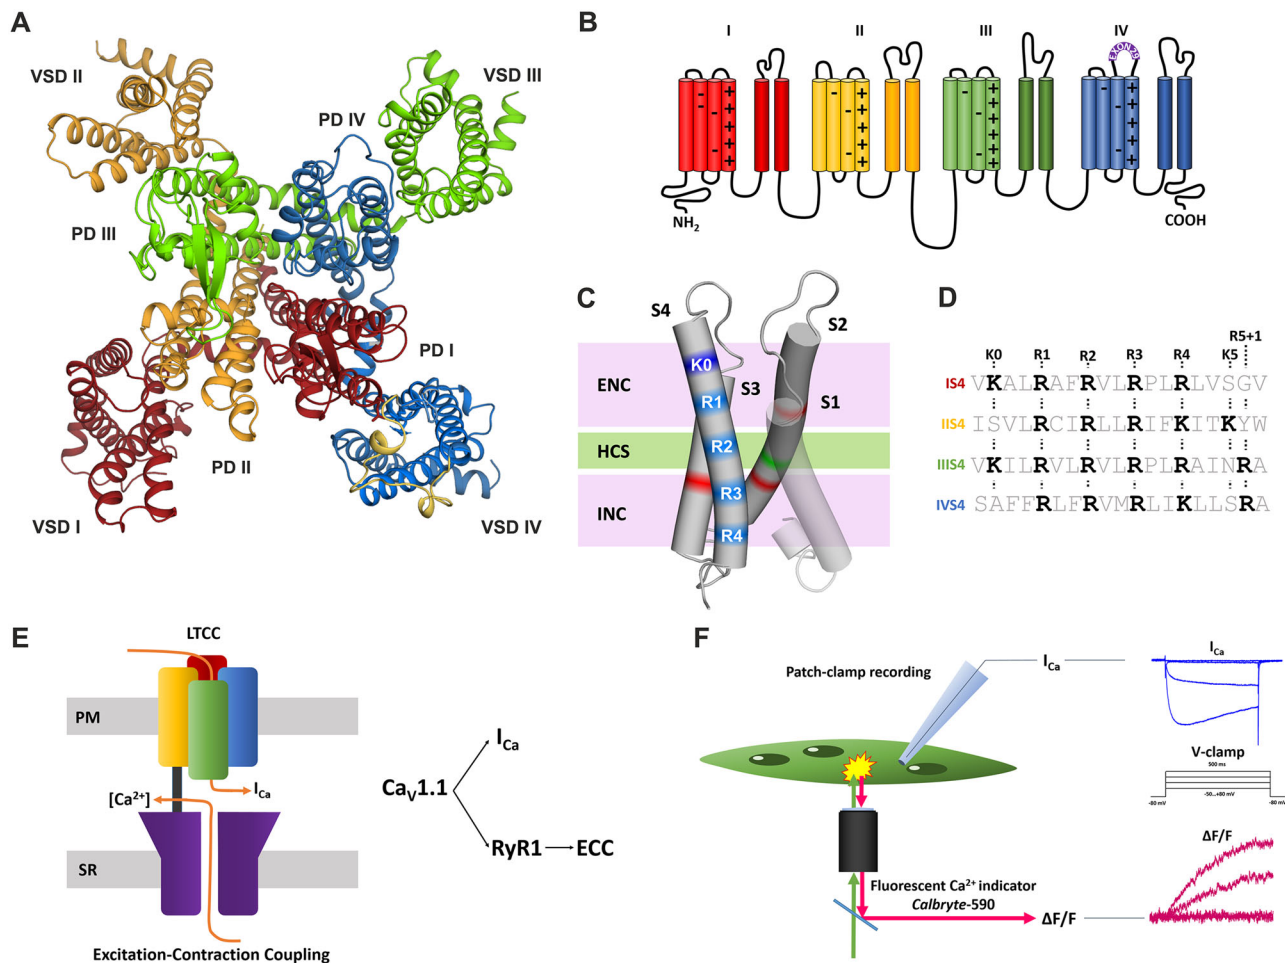 A
VSD II
VSD III
PD IV
PD III
PD I
PD II
VSD I
VSD IV
B
I
II
III
IV
EXON 29
- - - + + + + +
- - + + + + +
- - + + + + + +
- - - + + + + +
NH2
COOH
C
S4
S2
S3
S1
ENC
HCS
INC
K0
R1
R2
R3
R4
D
R5+1
K0 R1 R2 R3 R4 K5
IS4 VKALRAFRVLRPLRLVSGV
IIS4 ISVLRCIRLLRIFKITKYW
IIIS4 VKILRVLRVLRPLRAINRA
IVS4 SAFFRLFRVMRLIKLLSRA
E
LTCC
PM
ICa
[Ca2+]
SR
Excitation-Contraction Coupling
ICa
CaV1.1
RyR1 ECC
F
Patch-clamp recording
ICa
ICa
V-clamp
500 ms
-50...+80 mV
-80 mV
-80 mV
Fluorescent Ca2+ indicator
Calbryte-590
ΔF/F
ΔF/F